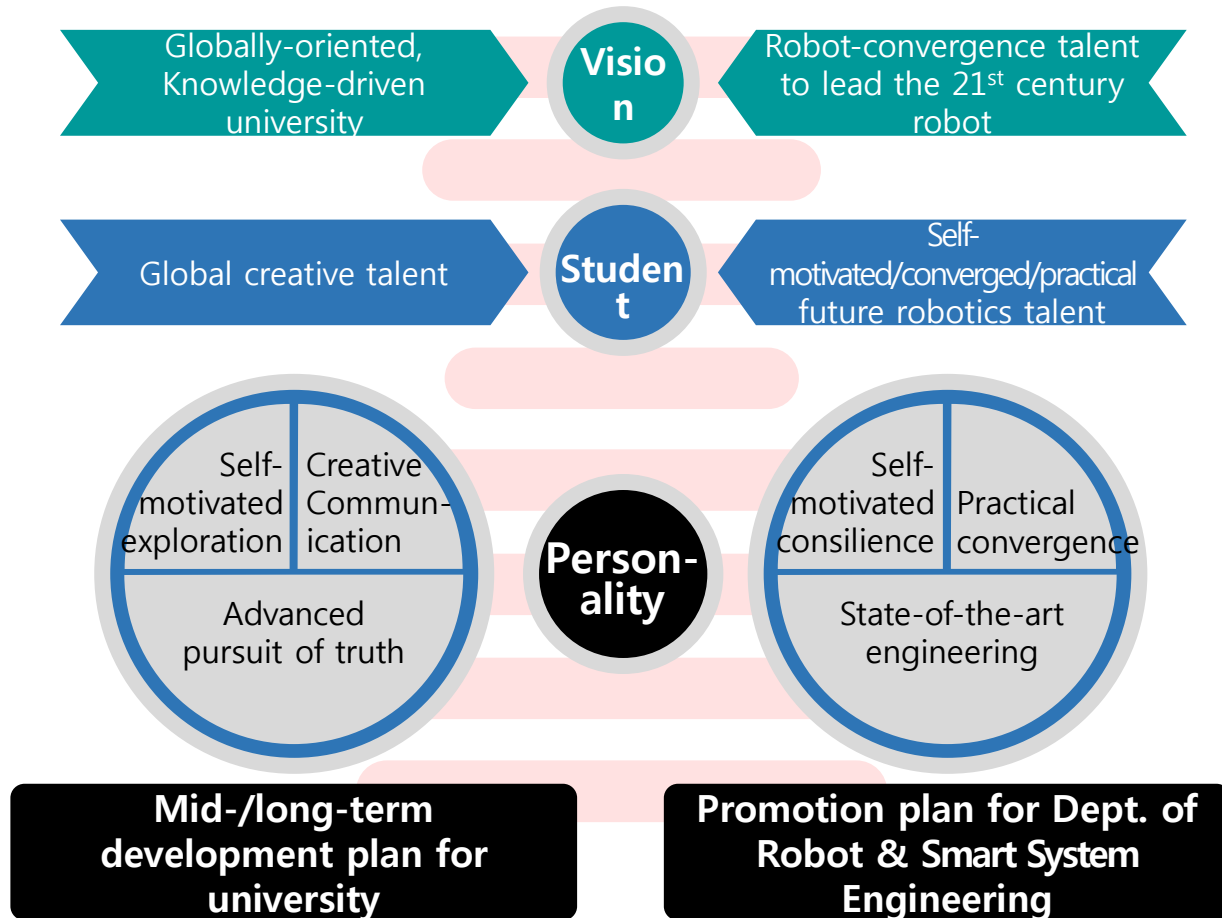 Globally-oriented,
Knowledge-driven
university
Visio
n
Robot-convergence talent
to lead the 21st century
robot
Global creative talent
Studen
t
Self-
motivated/converged/practical
future robotics talent
Self-
motivated
exploration
Creative
Commun-
ication
Advanced
pursuit of truth
Person-
ality
Self-
motivated
consilience
Practical
convergence
State-of-the-art
engineering
Mid-/long-term
development plan for
university
Promotion plan for Dept. of
Robot & Smart System
Engineering